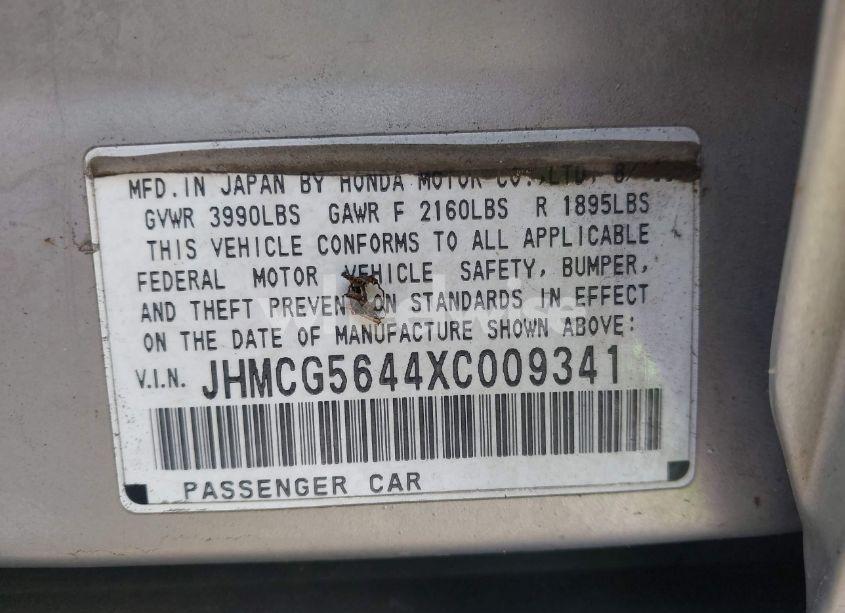 MFD. IN JAPAN BY HONDA MOTOR CO., LTD. 8/
GVWR 3990LBS GAWR F 2160LBS R 1895LBS
THIS VEHICLE CONFORMS TO ALL APPLICABLE
FEDERAL MOTOR VEHICLE SAFETY, BUMPER,
AND THEFT PREVENTION STANDARDS IN EFFECT
ON THE DATE OF MANUFACTURE SHOWN ABOVE:
V.I.N. JHMCG5644XC009341
PASSENGER CAR